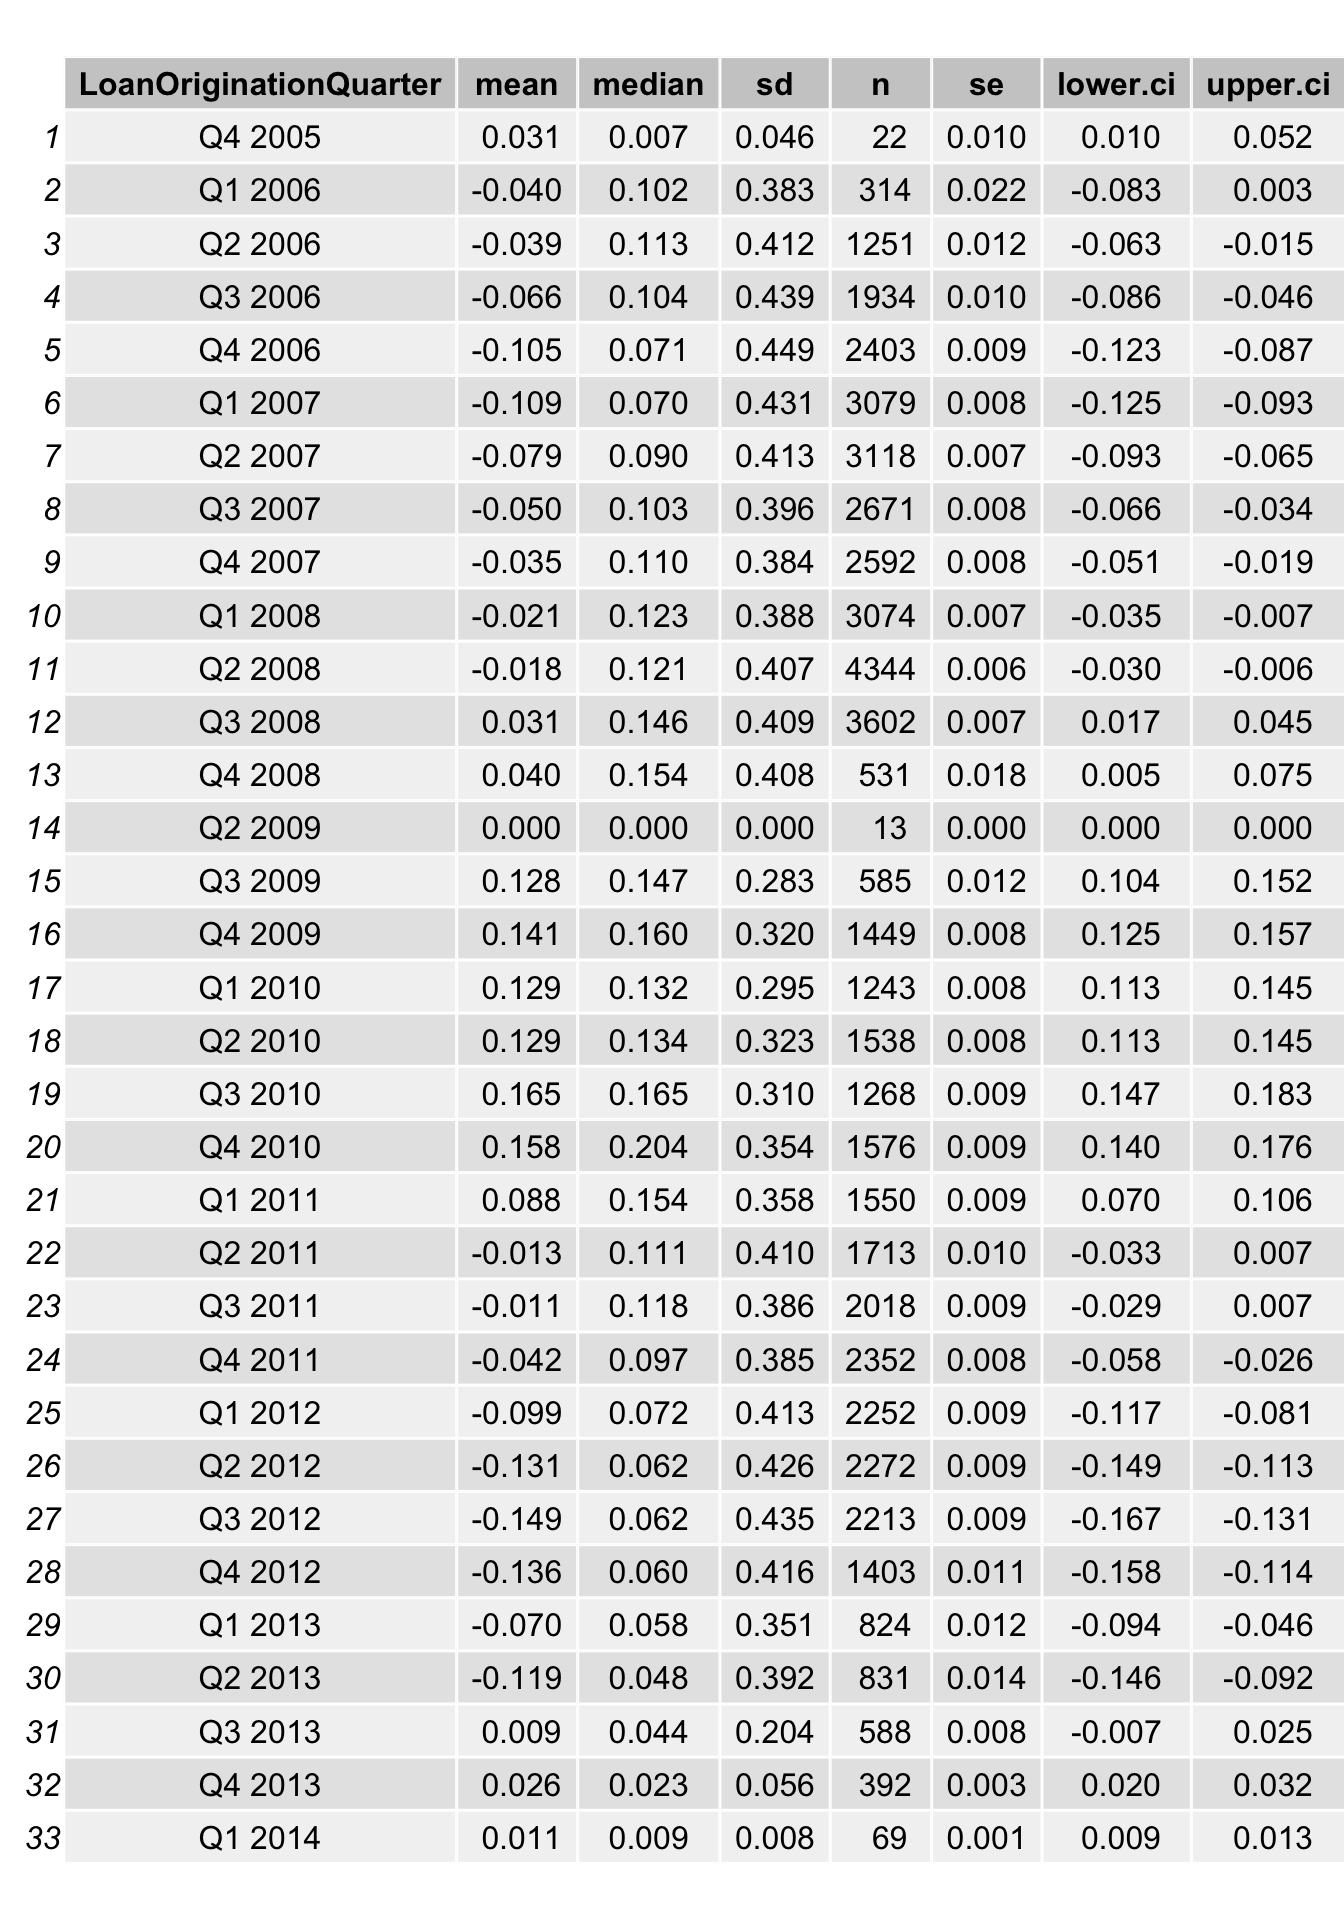 LoanOriginationQuarter mean median sd n se lower.ci upper.ci
1 Q4 2005 0.031 0.007 0.046 22 0.010 0.010 0.052
2 Q1 2006 -0.040 0.102 0.383 314 0.022 -0.083 0.003
3 Q2 2006 -0.039 0.113 0.412 1251 0.012 -0.063 -0.015
4 Q3 2006 -0.066 0.104 0.439 1934 0.010 -0.086 -0.046
5 Q4 2006 -0.105 0.071 0.449 2403 0.009 -0.123 -0.087
6 Q1 2007 -0.109 0.070 0.431 3079 0.008 -0.125 -0.093
7 Q2 2007 -0.079 0.090 0.413 3118 0.007 -0.093 -0.065
8 Q3 2007 -0.050 0.103 0.396 2671 0.008 -0.066 -0.034
9 Q4 2007 -0.035 0.110 0.384 2592 0.008 -0.051 -0.019
10 Q1 2008 -0.021 0.123 0.388 3074 0.007 -0.035 -0.007
11 Q2 2008 -0.018 0.121 0.407 4344 0.006 -0.030 -0.006
12 Q3 2008 0.031 0.146 0.409 3602 0.007 0.017 0.045
13 Q4 2008 0.040 0.154 0.408 531 0.018 0.005 0.075
14 Q2 2009 0.000 0.000 0.000 13 0.000 0.000 0.000
15 Q3 2009 0.128 0.147 0.283 585 0.012 0.104 0.152
16 Q4 2009 0.141 0.160 0.320 1449 0.008 0.125 0.157
17 Q1 2010 0.129 0.132 0.295 1243 0.008 0.113 0.145
18 Q2 2010 0.129 0.134 0.323 1538 0.008 0.113 0.145
19 Q3 2010 0.165 0.165 0.310 1268 0.009 0.147 0.183
20 Q4 2010 0.158 0.204 0.354 1576 0.009 0.140 0.176
21 Q1 2011 0.088 0.154 0.358 1550 0.009 0.070 0.106
22 Q2 2011 -0.013 0.111 0.410 1713 0.010 -0.033 0.007
23 Q3 2011 -0.011 0.118 0.386 2018 0.009 -0.029 0.007
24 Q4 2011 -0.042 0.097 0.385 2352 0.008 -0.058 -0.026
25 Q1 2012 -0.099 0.072 0.413 2252 0.009 -0.117 -0.081
26 Q2 2012 -0.131 0.062 0.426 2272 0.009 -0.149 -0.113
27 Q3 2012 -0.149 0.062 0.435 2213 0.009 -0.167 -0.131
28 Q4 2012 -0.136 0.060 0.416 1403 0.011 -0.158 -0.114
29 Q1 2013 -0.070 0.058 0.351 824 0.012 -0.094 -0.046
30 Q2 2013 -0.119 0.048 0.392 831 0.014 -0.146 -0.092
31 Q3 2013 0.009 0.044 0.204 588 0.008 -0.007 0.025
32 Q4 2013 0.026 0.023 0.056 392 0.003 0.020 0.032
33 Q1 2014 0.011 0.009 0.008 69 0.001 0.009 0.013